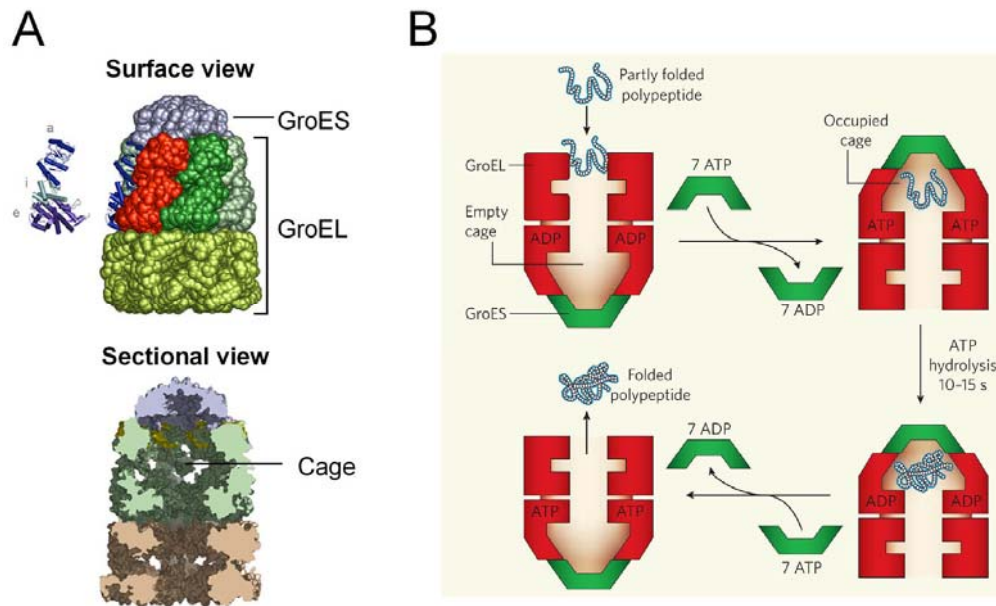 A
Surface view
a
i
e
GroES
GroEL
Sectional view
Cage
B
Partly folded
polypeptide
GroEL
Empty
cage
ADP
ADP
GroES
7 ATP
7 ADP
Occupied
cage
ATP
ATP
ATP
hydrolysis
10–15 s
Folded
polypeptide
ATP
ATP
7 ADP
7 ATP
ADP
ADP